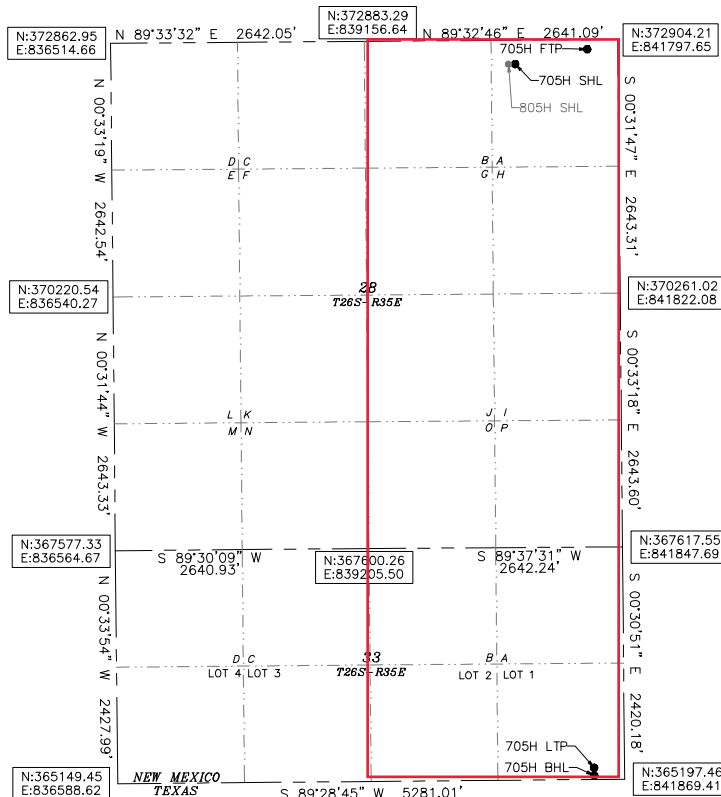 N 89°33'32" E 2642.05'
N:372883.29
E:839156.64
N 89°32'46" E 2641.09'
N:372862.95
E:836514.66
N:372904.21
E:841797.65
705H FTP
705H SHL
805H SHL
N 00°33'19" W 2642.54'
S 00°31'47" E 2643.31'
D C
E F
B A
G H
N:370220.54
E:836540.27
28
T26S-R35E
N:370261.02
E:841822.08
N 00°31'44" W 2643.33'
S 00°33'18" E 2643.60'
L K
M N
J I
O P
N:367577.33
E:836564.67
S 89°30'09" W
2640.93'
N:367600.26
E:839205.50
S 89°37'31" W
2642.24'
N:367617.55
E:841847.69
N 00°33'54" W 2427.99'
S 00°30'51" E 2420.18'
D C
LOT 4 LOT 3
33
T26S-R35E
B A
LOT 2 LOT 1
705H LTP
705H BHL
N:365149.45
E:836588.62
NEW MEXICO
TEXAS
S 89°28'45" W 5281.01'
N:365197.46
E:841869.41